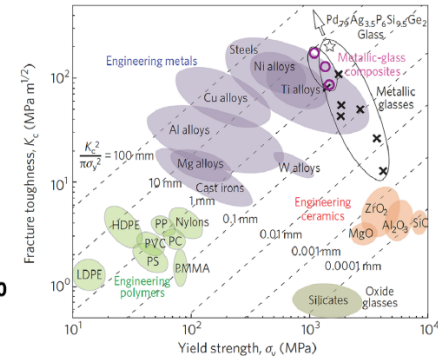 Pd79Ag3.5P6Si9.5Ge2
Glass
Metallic-glass
composites
Metallic
glasses
Engineering metals
Steels
Ni alloys
Ti alloys
Cu alloys
Al alloys
Mg alloys
Cast irons
W alloys
Kc²/πσy² = 100 mm
10 mm
1 mm
0.1 mm
0.01 mm
0.001 mm
0.0001 mm
Engineering
ceramics
ZrO2
MgO
Al2O3
SiC
HDPE
PP
Nylons
PVC
PC
PS
PMMA
LDPE
Engineering
polymers
Silicates
Oxide
glasses
Fracture toughness, Kc (MPa m1/2)
10²
10¹
10⁰
0
10¹
10²
10³
10⁴
Yield strength, σy (MPa)